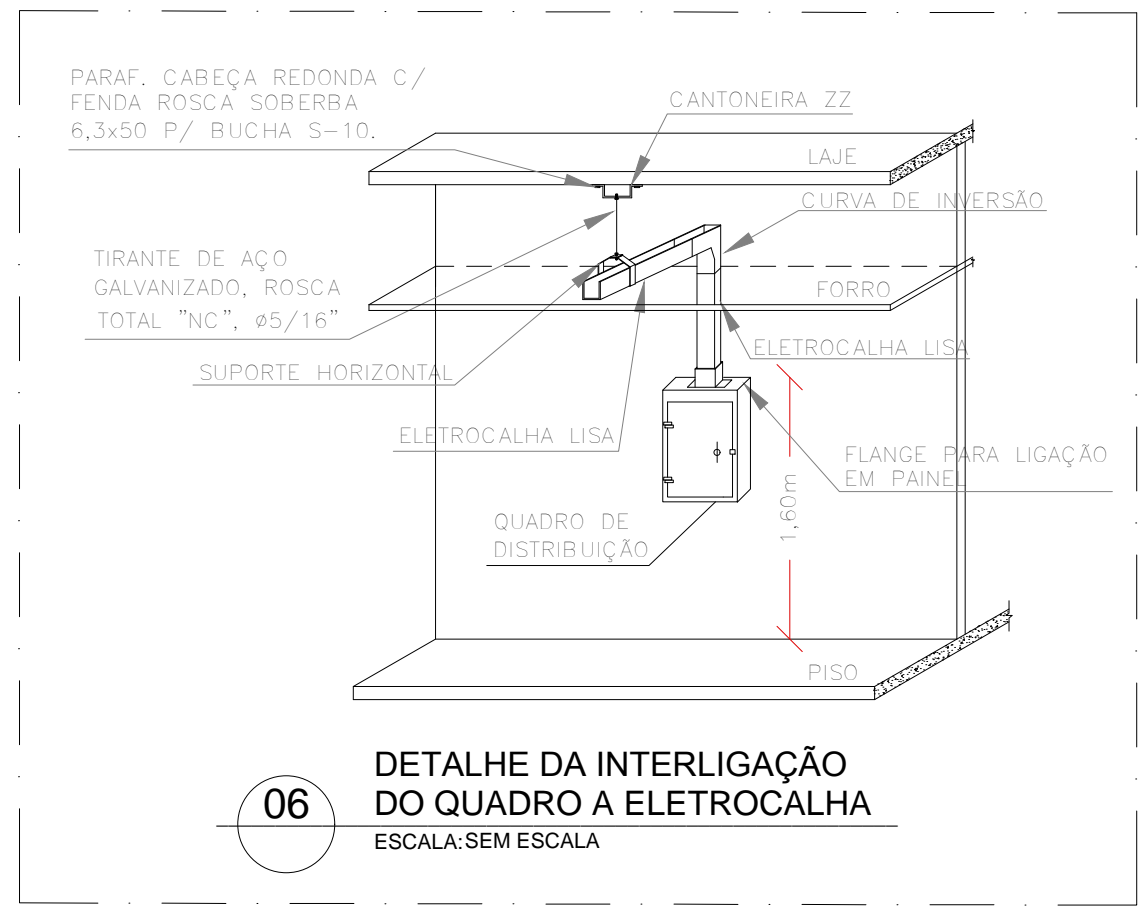 PARAF. CABEÇA REDONDA C/
FENDA ROSCA SOBERBA
6,3x50 P/ BUCHA S-10.
CANTONEIRA ZZ
LAJE
CURVA DE INVERSÃO
TIRANTE DE AÇO
GALVANIZADO, ROSCA
TOTAL "NC", ø5/16"
FORRO
ELETROCALHA LISA
SUPORTE HORIZONTAL
ELETROCALHA LISA
FLANGE PARA LIGAÇÃO
EM PAINEL
1,60m
QUADRO DE
DISTRIBUIÇÃO
PISO
06
DETALHE DA INTERLIGAÇÃO
DO QUADRO A ELETROCALHA
ESCALA: SEM ESCALA